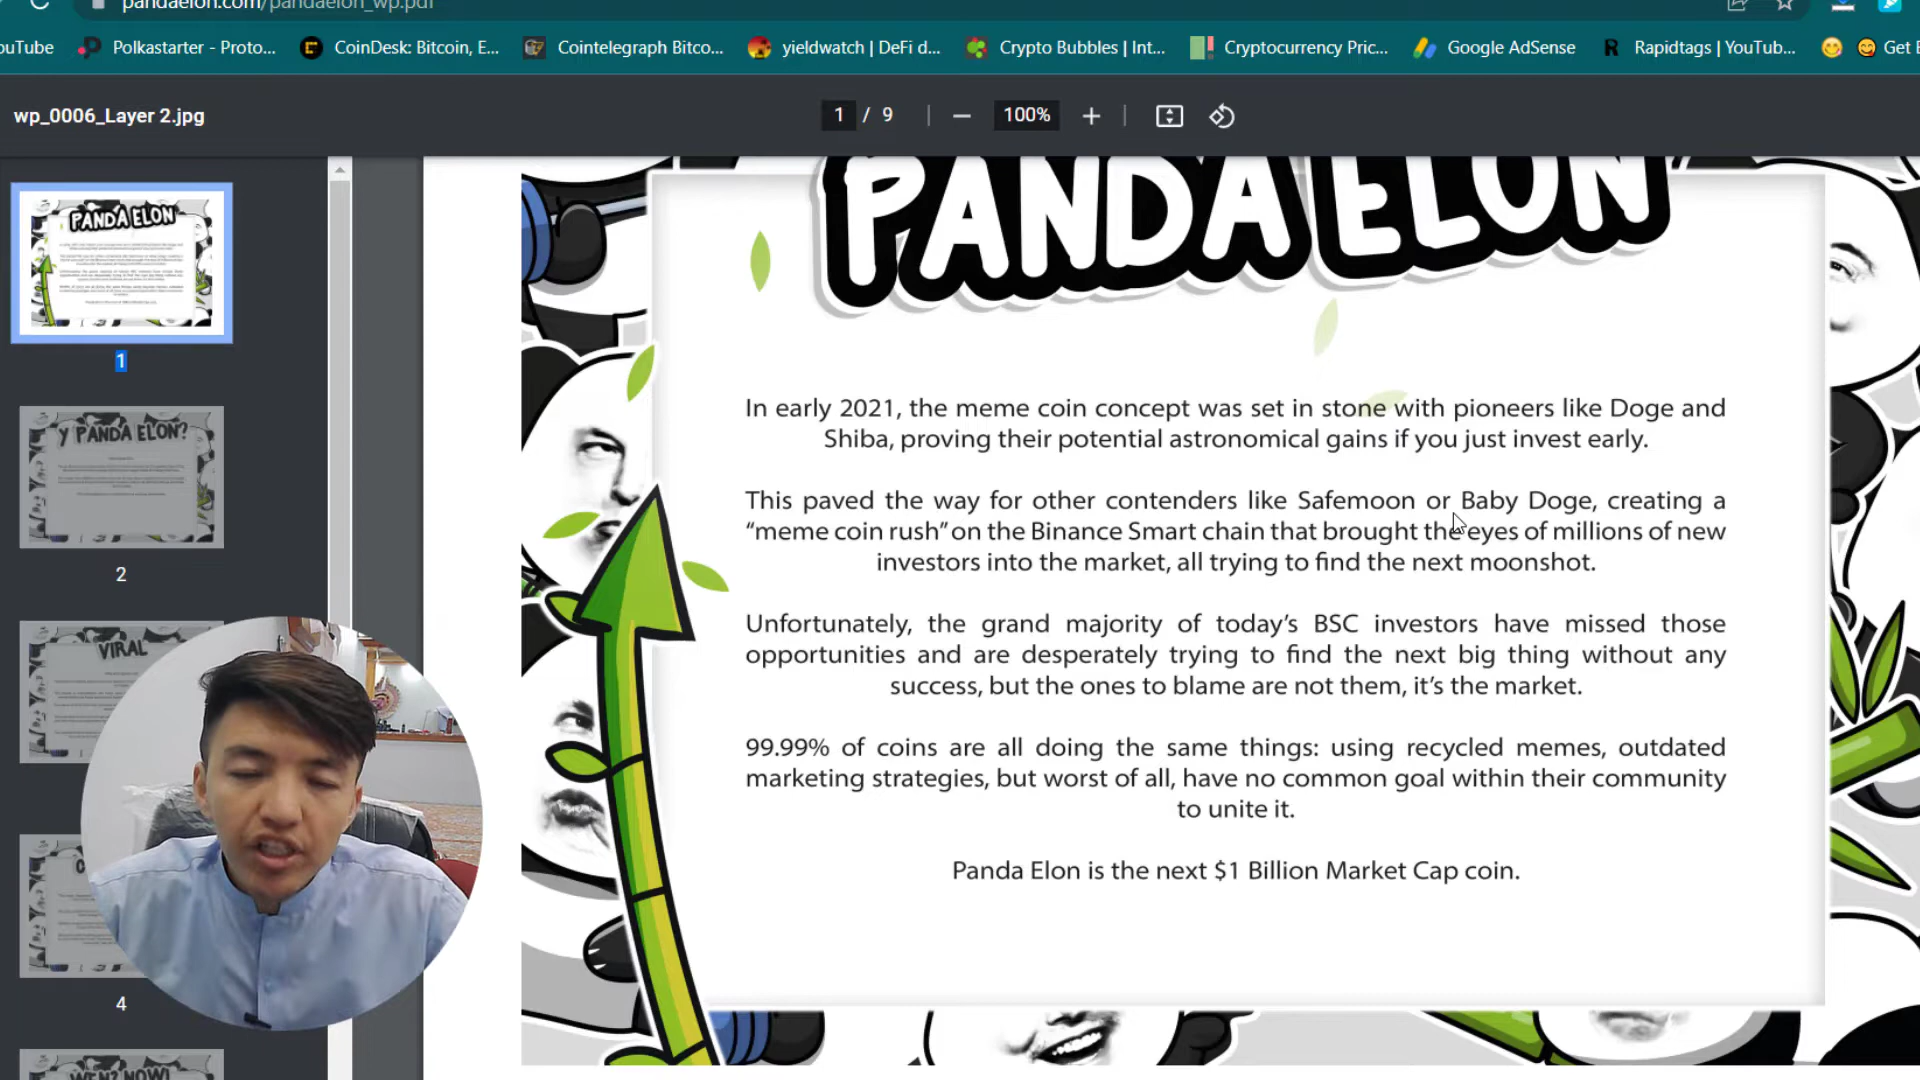 pandaelon.com/pandaelon_wp.pdf
ouTube
Polkastarter - Proto...
CoinDesk: Bitcoin, E...
Cointelegraph Bitco...
yieldwatch | DeFi d...
Crypto Bubbles | Int...
Cryptocurrency Pric...
Google AdSense
Rapidtags | YouTub...
Get
wp_0006_Layer 2.jpg
1 / 9
100%
PANDA ELON
1
Y PANDA ELON?
2
VIRAL
4
WEN? NOW!
PANDA ELON
In early 2021, the meme coin concept was set in stone with pioneers like Doge and
Shiba, proving their potential astronomical gains if you just invest early.
This paved the way for other contenders like Safemoon or Baby Doge, creating a
“meme coin rush” on the Binance Smart chain that brought the eyes of millions of new
investors into the market, all trying to find the next moonshot.
Unfortunately, the grand majority of today’s BSC investors have missed those
opportunities and are desperately trying to find the next big thing without any
success, but the ones to blame are not them, it’s the market.
99.99% of coins are all doing the same things: using recycled memes, outdated
marketing strategies, but worst of all, have no common goal within their community
to unite it.
Panda Elon is the next $1 Billion Market Cap coin.